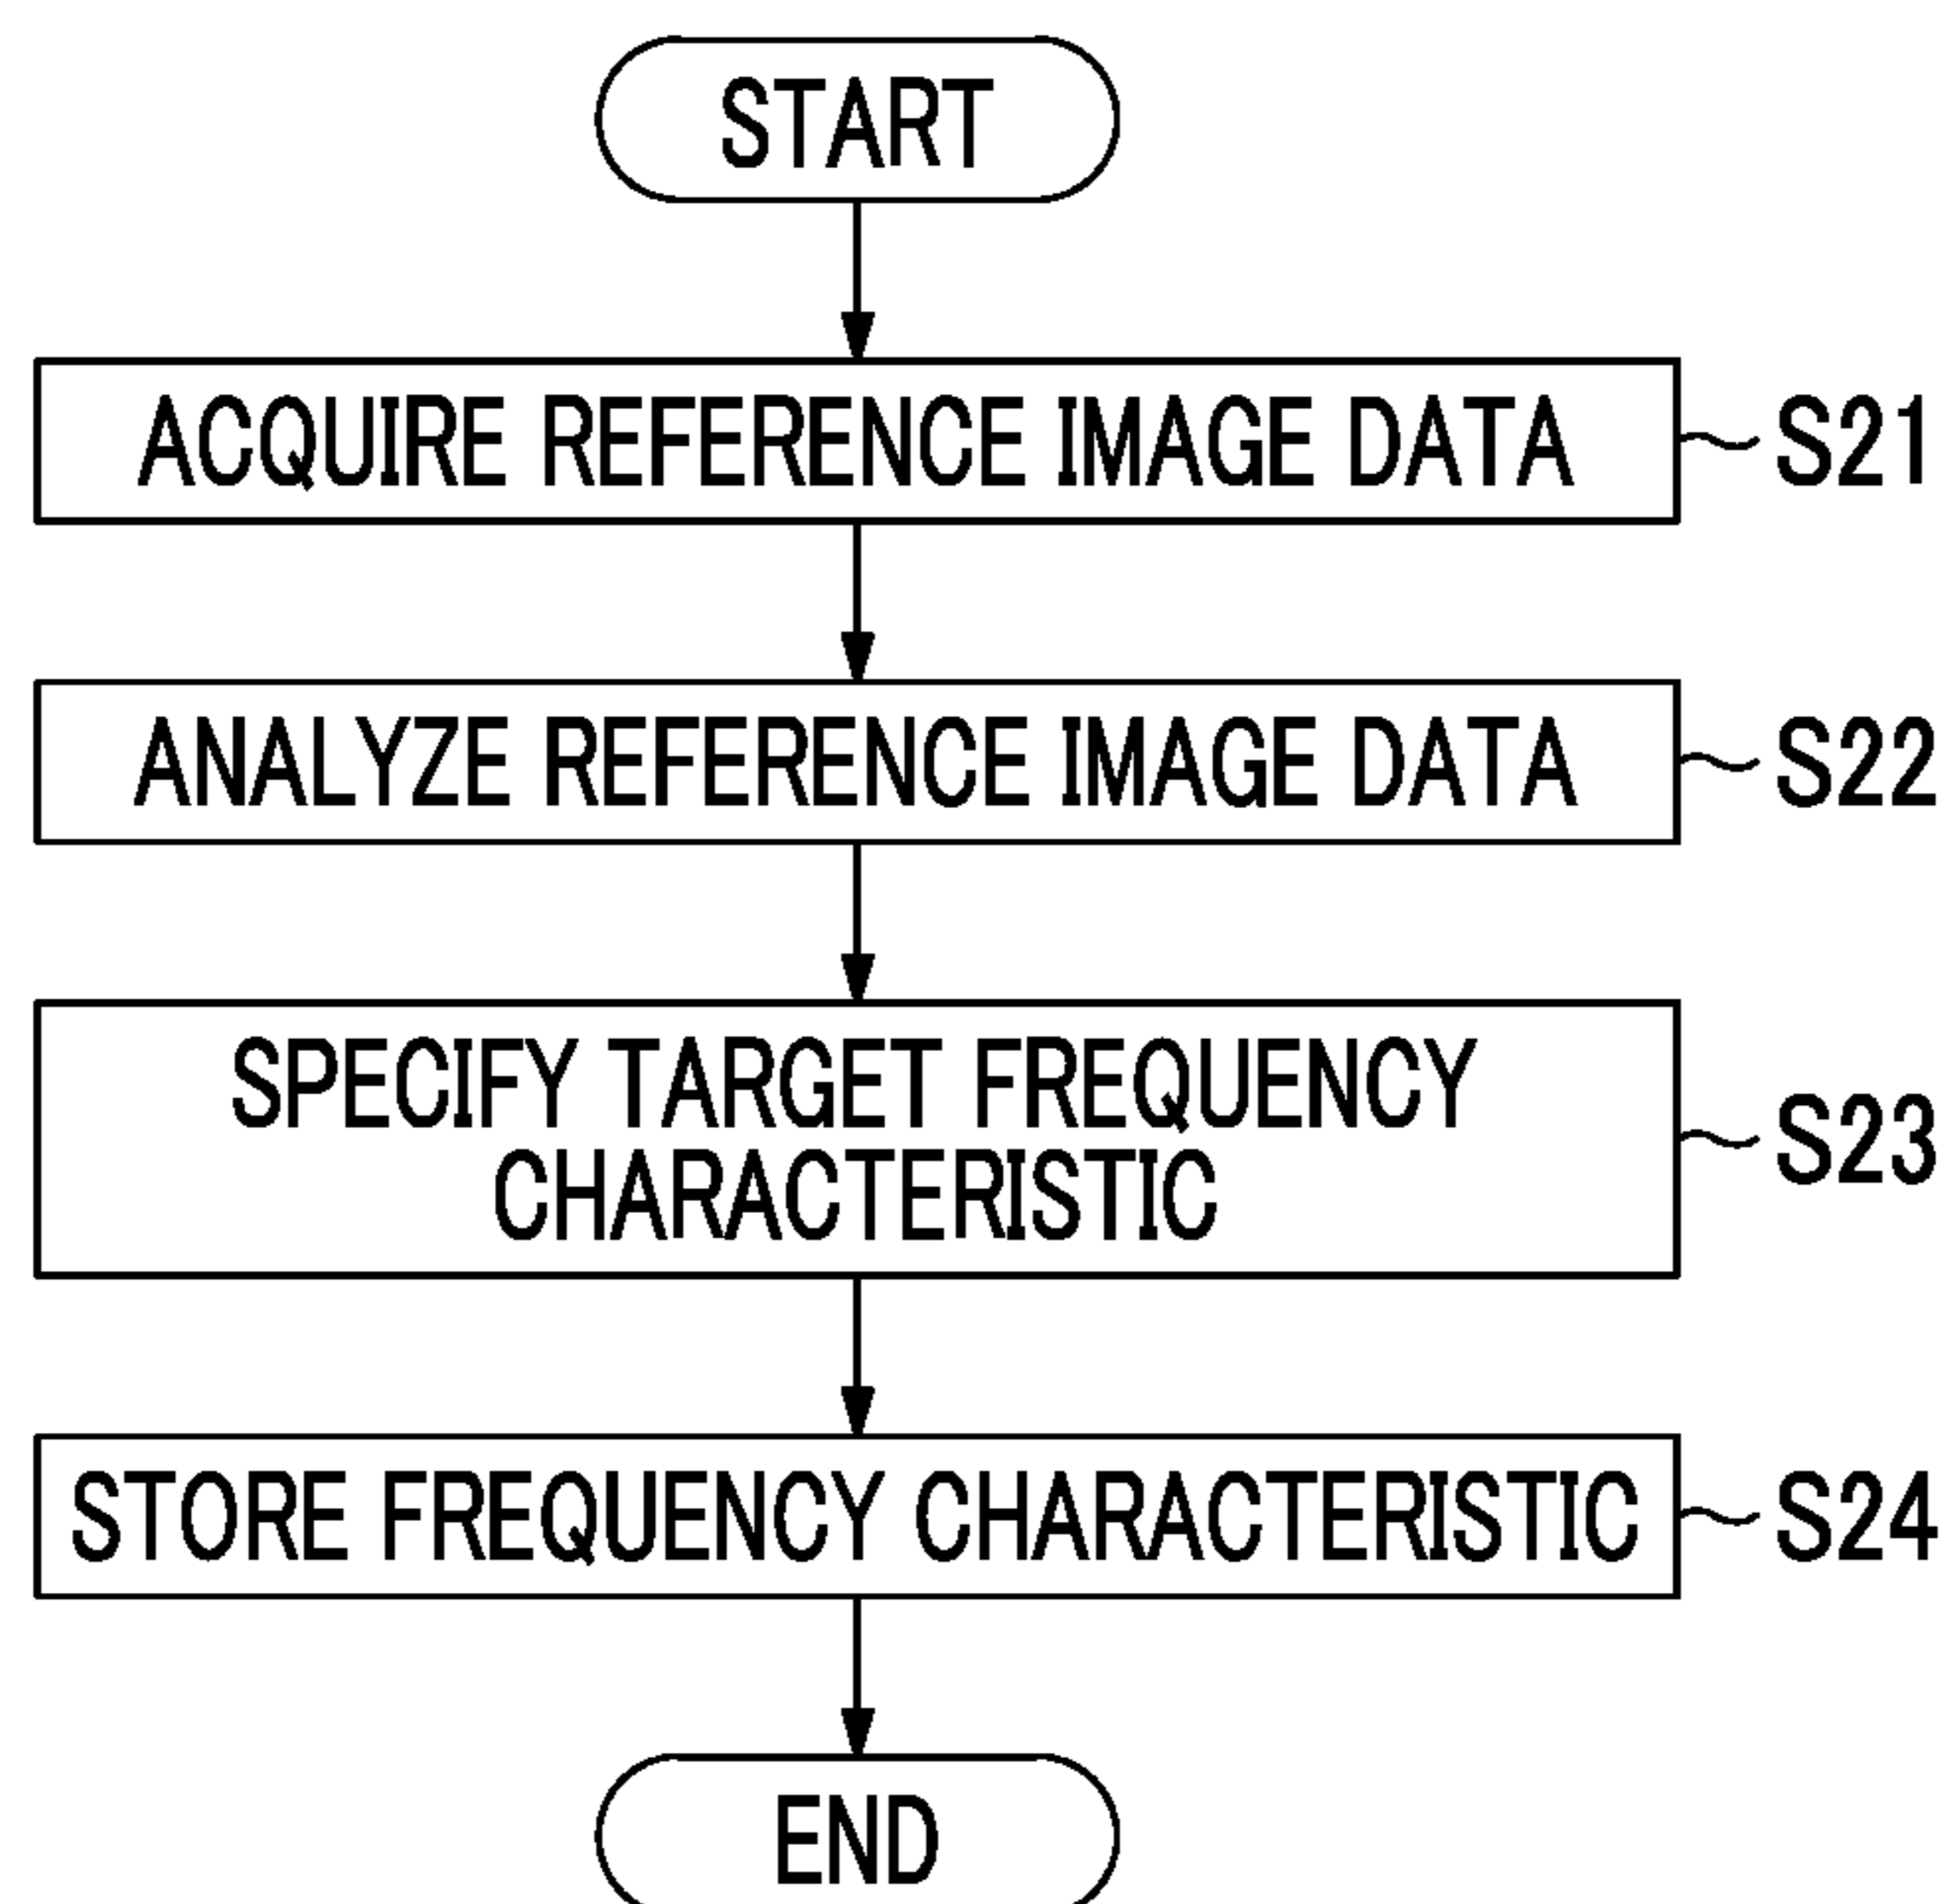 START
ACQUIRE REFERENCE IMAGE DATA
S21
ANALYZE REFERENCE IMAGE DATA
S22
SPECIFY TARGET FREQUENCY
CHARACTERISTIC
S23
STORE FREQUENCY CHARACTERISTIC
S24
END